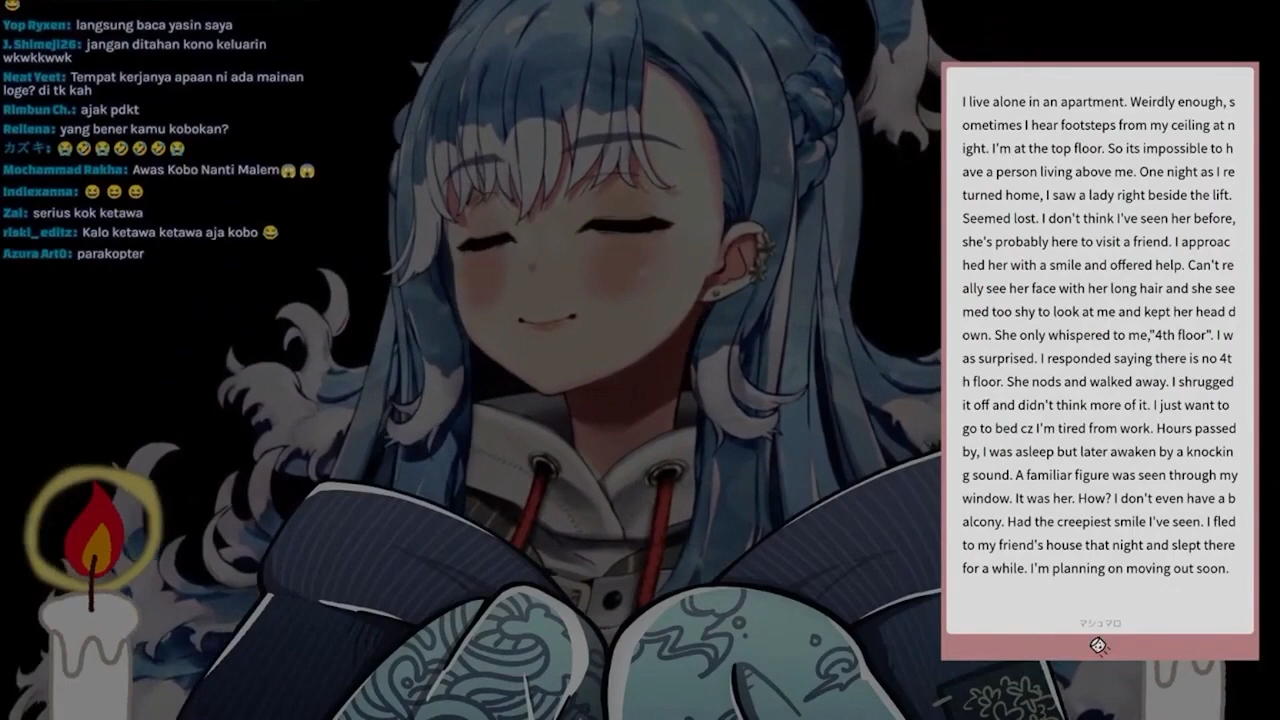 Yop Ryxen: langsung baca yasin saya
J. Shimeji26: jangan ditahan kono keluarin
wkwkkwwk
Neat Yeet: Tempat kerjanya apaan ni ada mainan
loge? di tk kah
Rimbun Ch.: ajak pdkt
Rellena: yang bener kamu kobokan?
カズキ: 😭🤣😭🤣🤣🤣😭
Mochammad Rakha: Awas Kobo Nanti Malem😱😱
Indiexanna: 😆😆😆
Zal: serius kok ketawa
riski_editz: Kalo ketawa ketawa aja kobo 😂
Azura Art0: parakopter
I live alone in an apartment. Weirdly enough, s
ometimes I hear footsteps from my ceiling at n
ight. I'm at the top floor. So its impossible to h
ave a person living above me. One night as I re
turned home, I saw a lady right beside the lift.
Seemed lost. I don't think I've seen her before,
she's probably here to visit a friend. I approac
hed her with a smile and offered help. Can't re
ally see her face with her long hair and she see
med too shy to look at me and kept her head d
own. She only whispered to me,"4th floor". I w
as surprised. I responded saying there is no 4t
h floor. She nods and walked away. I shrugged
it off and didn't think more of it. I just want to
go to bed cz I'm tired from work. Hours passed
by, I was asleep but later awaken by a knockin
g sound. A familiar figure was seen through my
window. It was her. How? I don't even have a b
alcony. Had the creepiest smile I've seen. I fled
to my friend's house that night and slept there
for a while. I'm planning on moving out soon.
マシュマロ